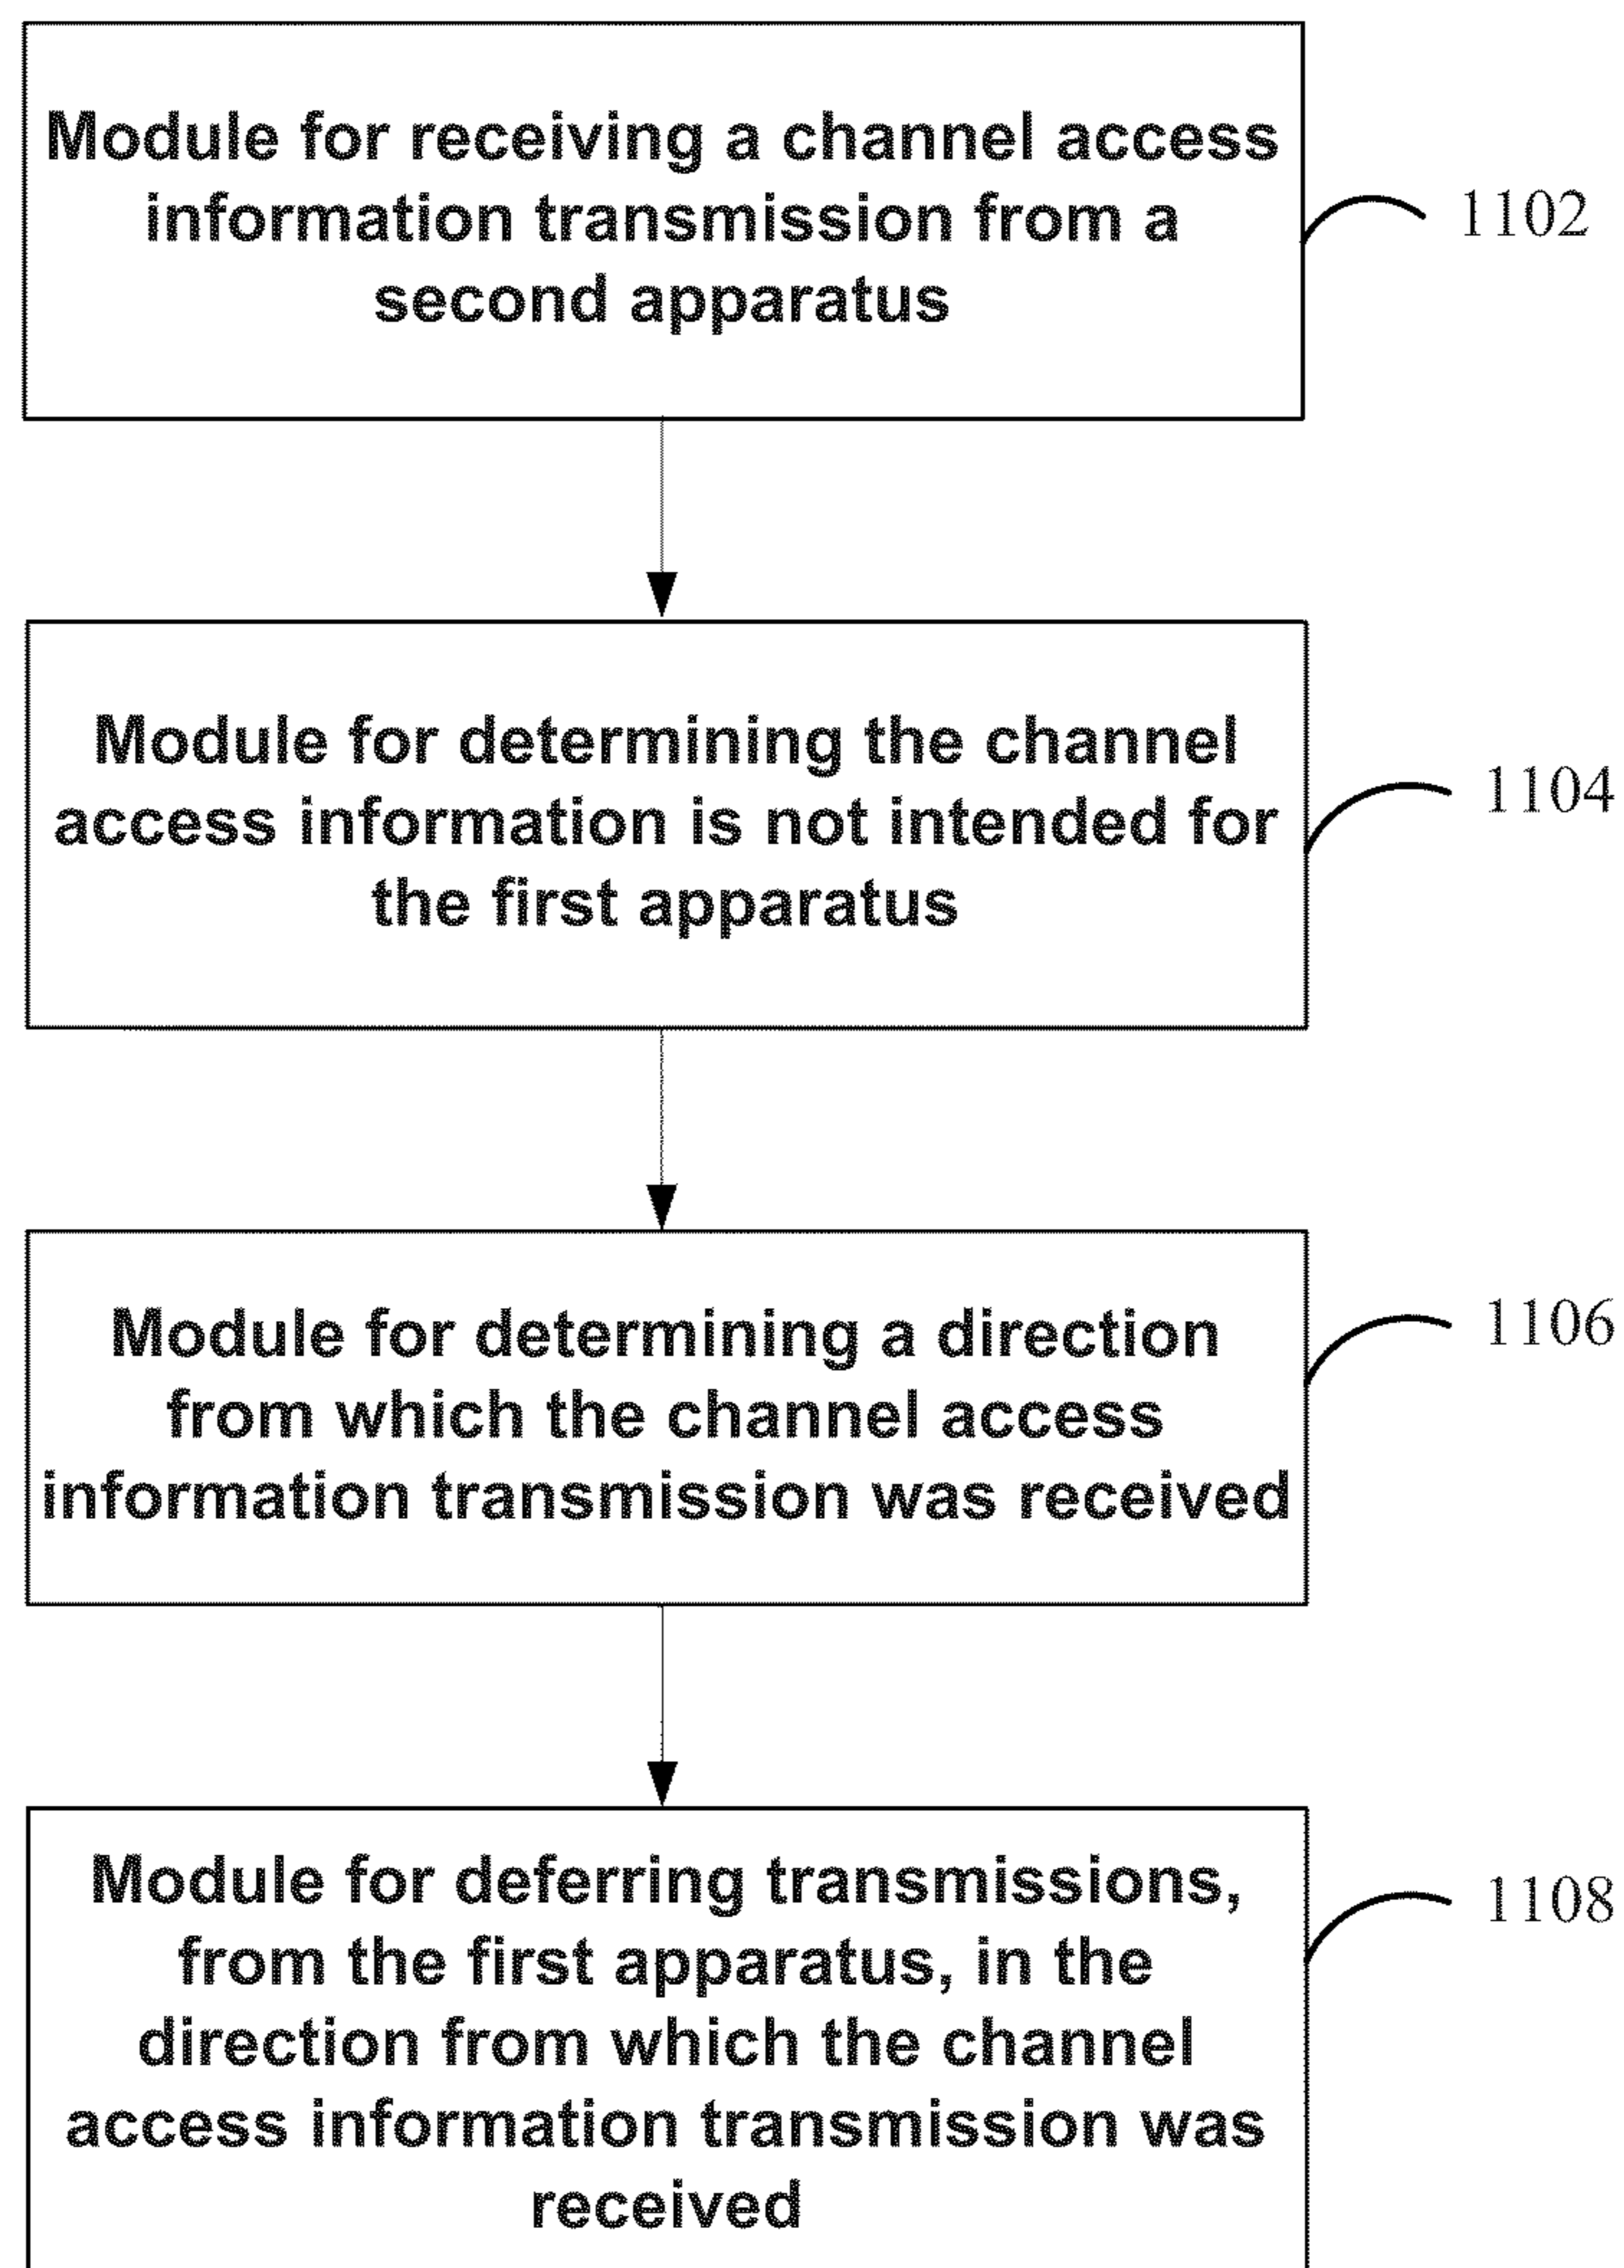 Module for receiving a channel access
information transmission from a
second apparatus
1102
Module for determining the channel
access information is not intended for
the first apparatus
1104
Module for determining a direction
from which the channel access
information transmission was received
1106
Module for deferring transmissions,
from the first apparatus, in the
direction from which the channel
access information transmission was
received
1108